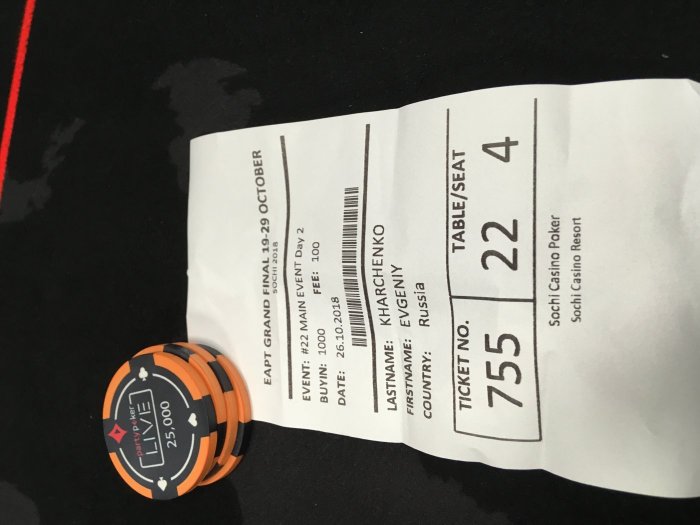 EAPT GRAND FINAL 19-29 OCTOBER
SOCHI 2018
EVENT: #22 MAIN EVENT Day 2
BUYIN: 1000 FEE: 100
DATE: 26.10.2018
LASTNAME: KHARCHENKO
FIRSTNAME: EVGENIY
COUNTRY: Russia
TICKET NO. TABLE/SEAT
755 22 4
Sochi Casino Poker
Sochi Casino Resort
partypoker
LIVE
25,000